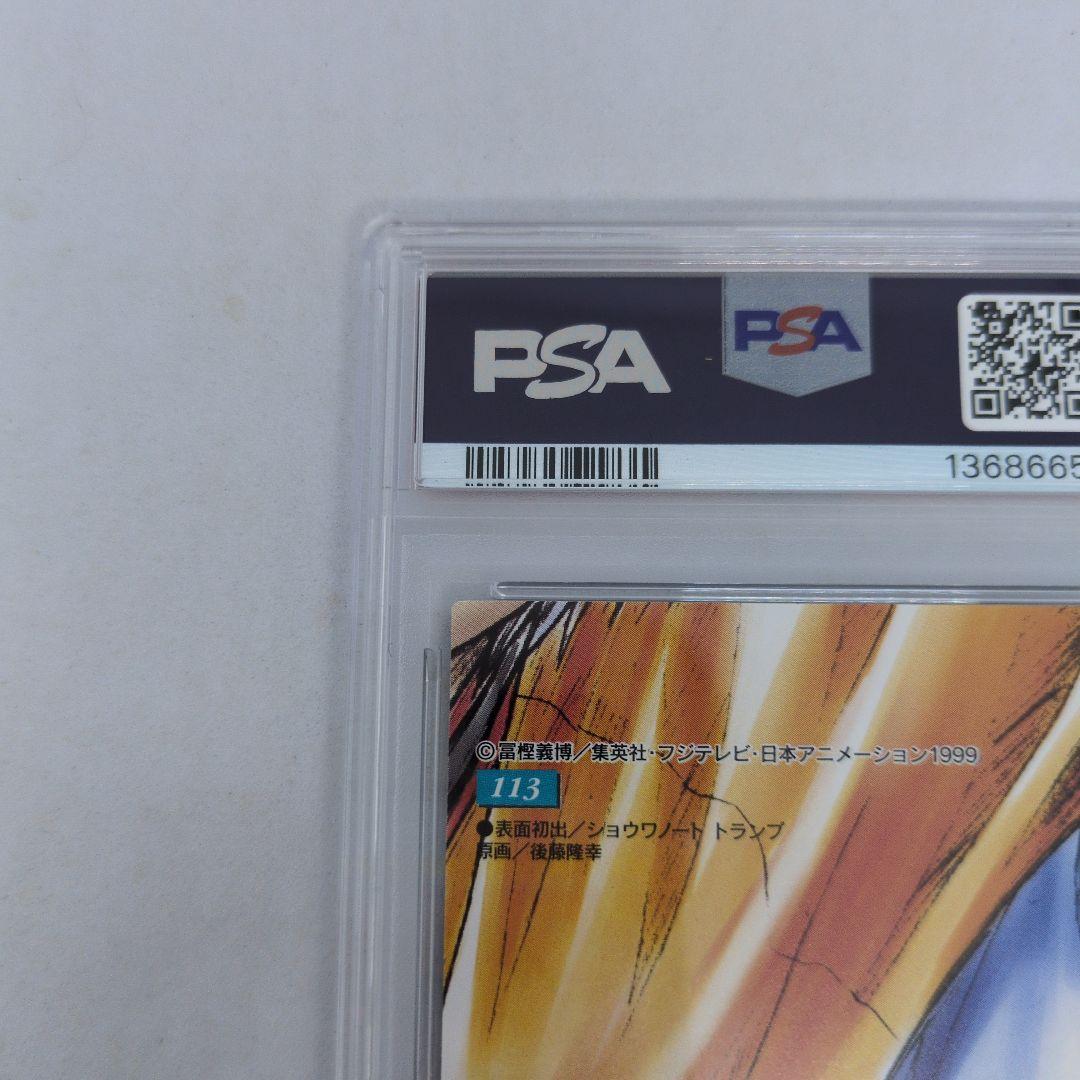 PSA
PSA
1368665
©冨樫義博／集英社・フジテレビ・日本アニメーション1999
113
●表面初出／ショウワノート トランプ
原画／後藤隆幸